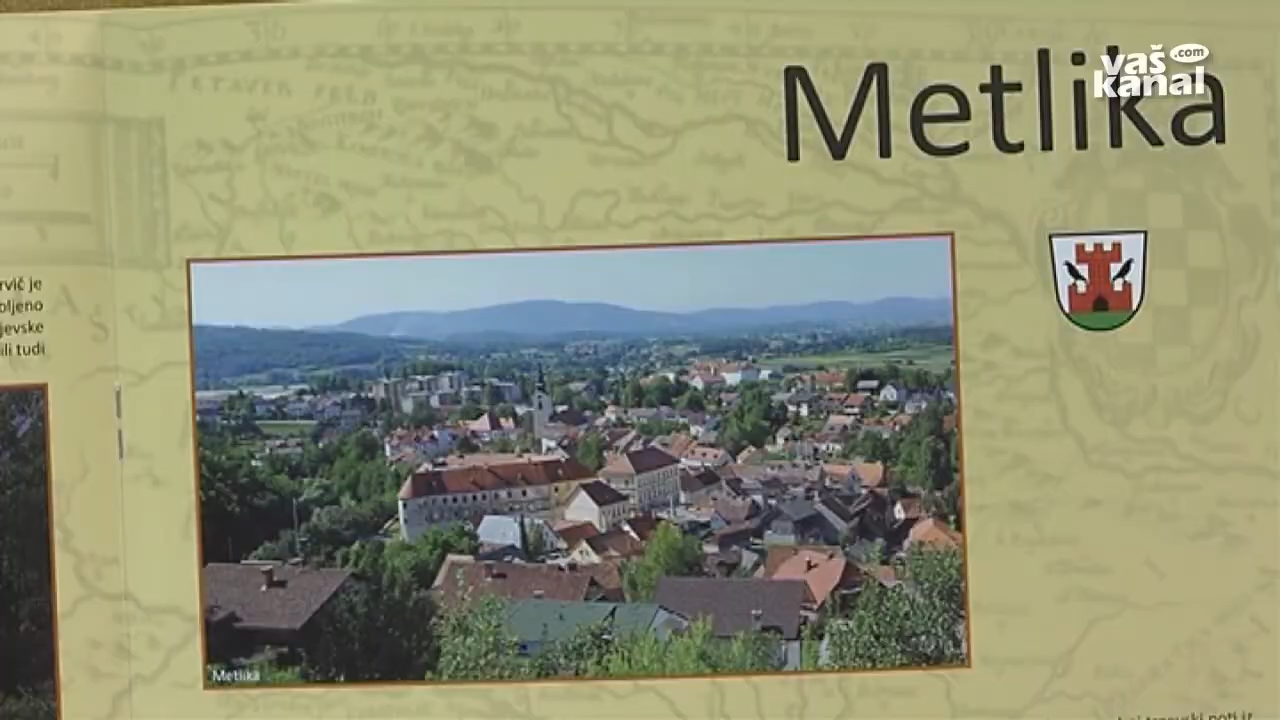 vaš
.com
kanal
Metlika
rvič je
oljeno
jevske
ili tudi
Metlika